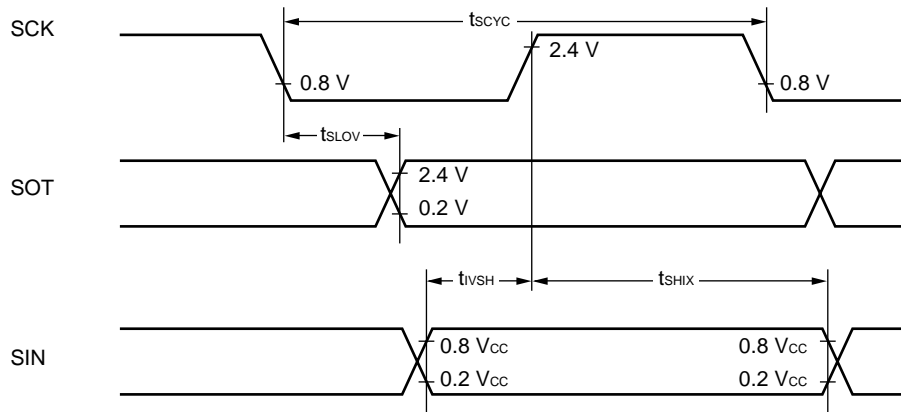 SCK
tSCYC
0.8 V
2.4 V
0.8 V
tSLOV
SOT
2.4 V
0.2 V
tIVSH
tSHIX
SIN
0.8 VCC
0.8 VCC
0.2 VCC
0.2 VCC